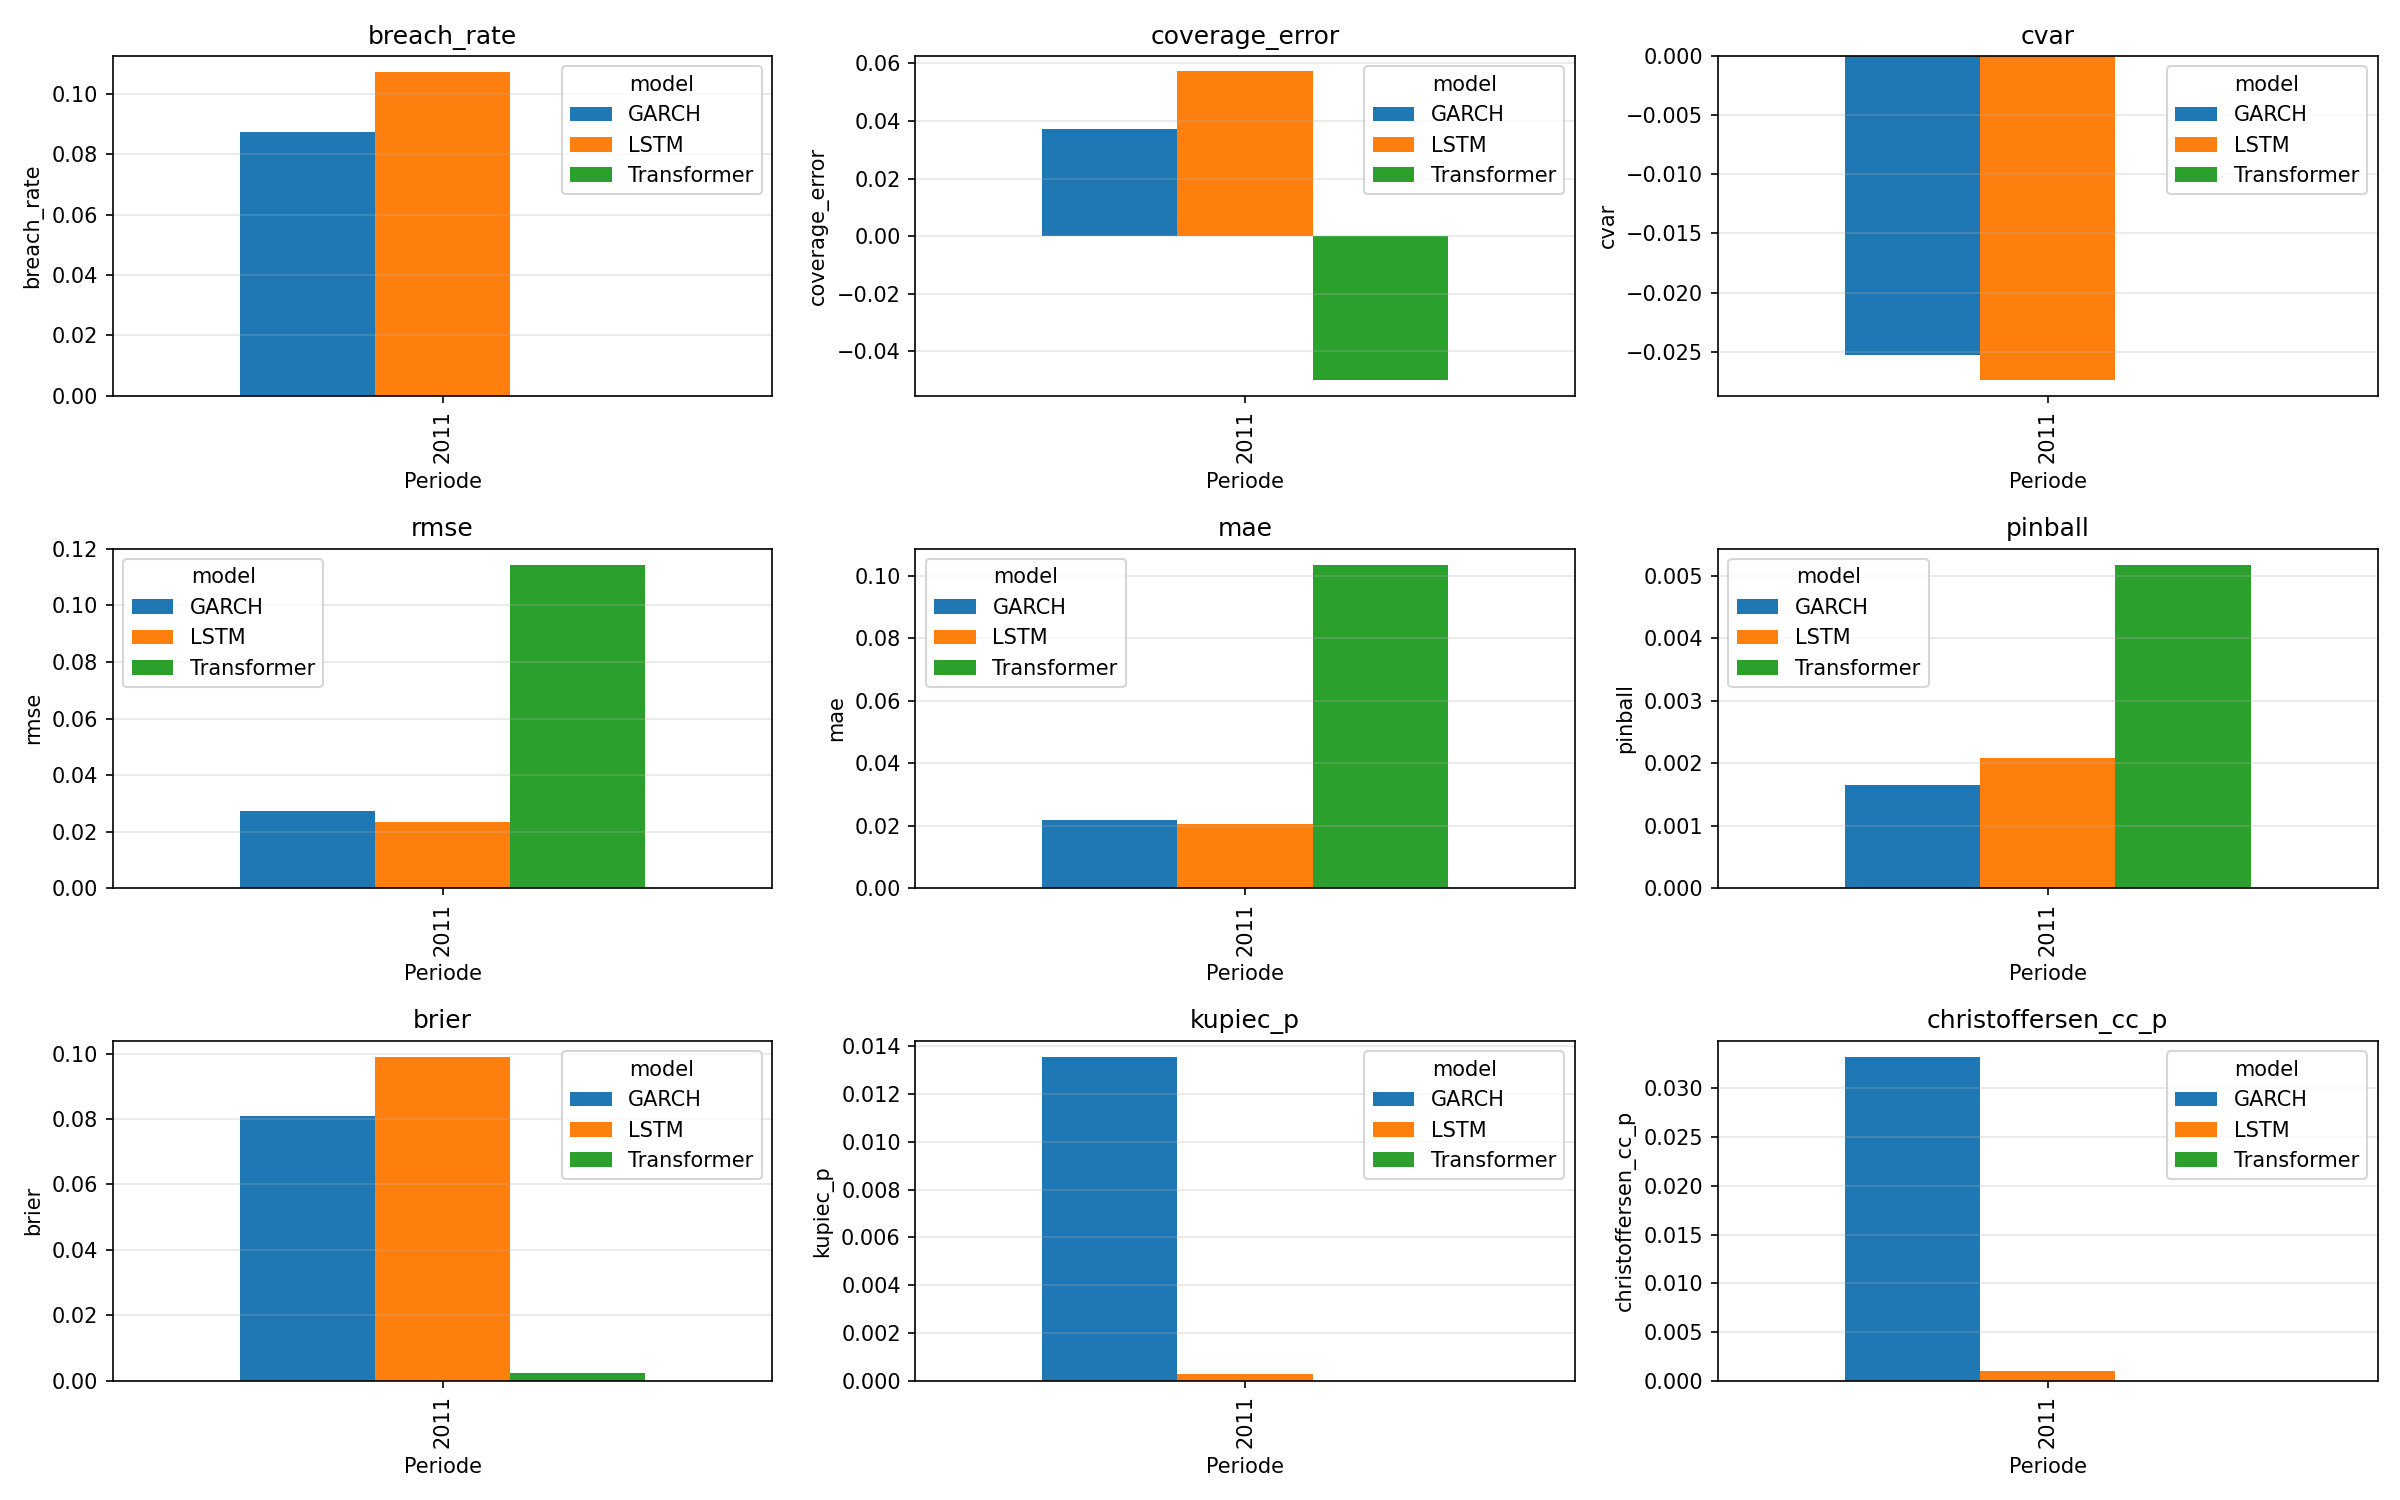 breach_rate
breach_rate
0.10
0.08
0.06
0.04
0.02
0.00
model
GARCH
LSTM
Transformer
2011
Periode
coverage_error
coverage_error
0.06
0.04
0.02
0.00
−0.02
−0.04
model
GARCH
LSTM
Transformer
2011
Periode
cvar
cvar
0.000
−0.005
−0.010
−0.015
−0.020
−0.025
model
GARCH
LSTM
Transformer
2011
Periode
rmse
rmse
0.12
0.10
0.08
0.06
0.04
0.02
0.00
model
GARCH
LSTM
Transformer
2011
Periode
mae
mae
0.10
0.08
0.06
0.04
0.02
0.00
model
GARCH
LSTM
Transformer
2011
Periode
pinball
pinball
0.005
0.004
0.003
0.002
0.001
0.000
model
GARCH
LSTM
Transformer
2011
Periode
brier
brier
0.10
0.08
0.06
0.04
0.02
0.00
model
GARCH
LSTM
Transformer
2011
Periode
kupiec_p
kupiec_p
0.014
0.012
0.010
0.008
0.006
0.004
0.002
0.000
model
GARCH
LSTM
Transformer
2011
Periode
christoffersen_cc_p
christoffersen_cc_p
0.030
0.025
0.020
0.015
0.010
0.005
0.000
model
GARCH
LSTM
Transformer
2011
Periode